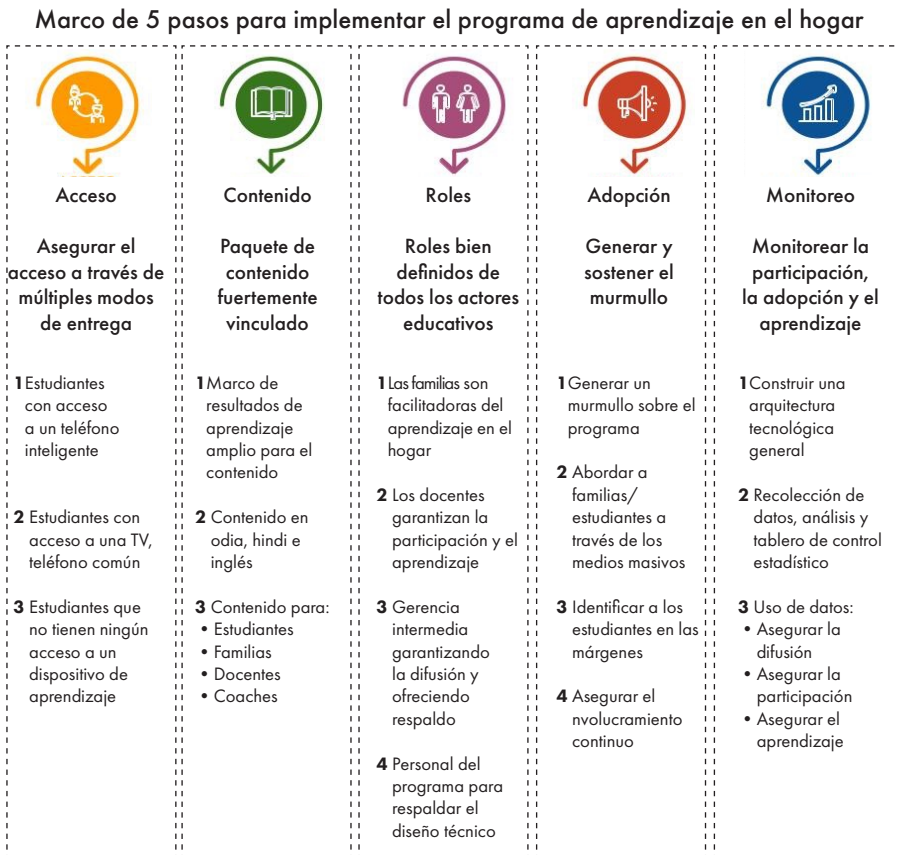 Marco de 5 pasos para implementar el programa de aprendizaje en el hogar
Acceso
Asegurar el
acceso a través de
múltiples modos
de entrega
1 Estudiantes
con acceso
a un teléfono
inteligente
2 Estudiantes con
acceso a una TV,
teléfono común
3 Estudiantes que
no tienen ningún
acceso a un
dispositivo de
aprendizaje
Contenido
Paquete de
contenido
fuertemente
vinculado
1 Marco de
resultados de
aprendizaje
amplio para el
contenido
2 Contenido en
odia, hindi e
inglés
3 Contenido para:
• Estudiantes
• Familias
• Docentes
• Coaches
Roles
Roles bien
definidos de
todos los actores
educativos
1 Las familias son
facilitadoras del
aprendizaje en el
hogar
2 Los docentes
garantizan la
participación y el
aprendizaje
3 Gerencia
intermedia
garantizando
la difusión y
ofreciendo
respaldo
4 Personal del
programa para
respaldar el
diseño técnico
Adopción
Generar y
sostener el
murmullo
1 Generar un
murmullo sobre el
programa
2 Abordar a
familias/
estudiantes a
través de los
medios masivos
3 Identificar a los
estudiantes en las
márgenes
4 Asegurar el
nvolucramiento
continuo
Monitoreo
Monitorear la
participación,
la adopción y el
aprendizaje
1 Construir una
arquitectura
tecnológica
general
2 Recolección de
datos, análisis y
tablero de control
estadístico
3 Uso de datos:
• Asegurar la
difusión
• Asegurar la
participación
• Asegurar el
aprendizaje